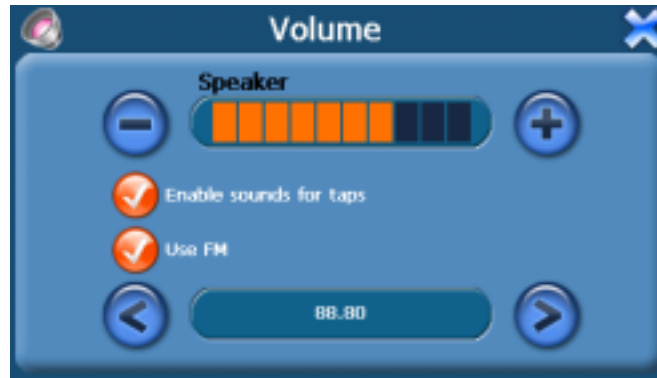 Volume
Speaker
Enable sounds for taps
Use FM
88.80